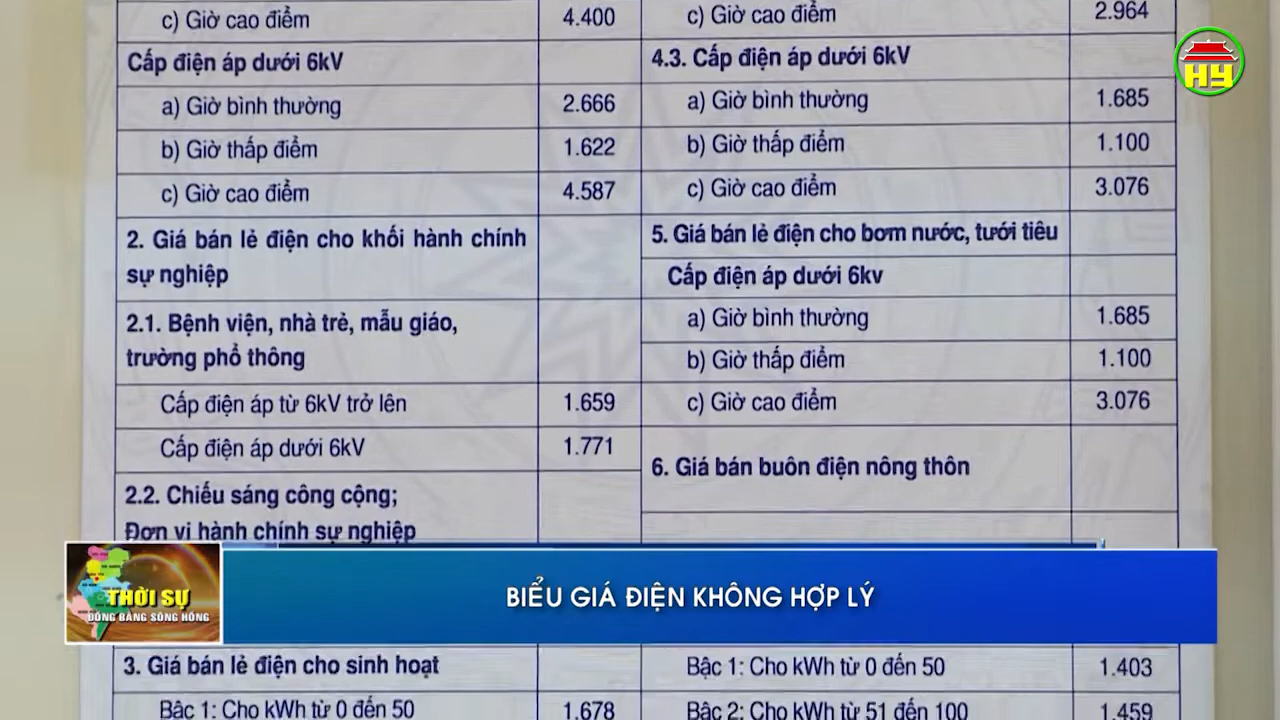 c) Giờ cao điểm 4.400
Cấp điện áp dưới 6kV
a) Giờ bình thường 2.666
b) Giờ thấp điểm 1.622
c) Giờ cao điểm 4.587
2. Giá bán lẻ điện cho khối hành chính
sự nghiệp
2.1. Bệnh viện, nhà trẻ, mẫu giáo,
trường phổ thông
Cấp điện áp từ 6kV trở lên 1.659
Cấp điện áp dưới 6kV 1.771
2.2. Chiếu sáng công cộng;
Đơn vị hành chính sự nghiệp
3. Giá bán lẻ điện cho sinh hoạt
Bậc 1: Cho kWh từ 0 đến 50 1.678
c) Giờ cao điểm 2.964
4.3. Cấp điện áp dưới 6kV
a) Giờ bình thường 1.685
b) Giờ thấp điểm 1.100
c) Giờ cao điểm 3.076
5. Giá bán lẻ điện cho bơm nước, tưới tiêu
Cấp điện áp dưới 6kv
a) Giờ bình thường 1.685
b) Giờ thấp điểm 1.100
c) Giờ cao điểm 3.076
6. Giá bán buôn điện nông thôn
Bậc 1: Cho kWh từ 0 đến 50 1.403
Bậc 2: Cho kWh từ 51 đến 100 1.459
HY
THỜI SỰ
ĐỒNG BẰNG SÔNG HỒNG
BIỂU GIÁ ĐIỆN KHÔNG HỢP LÝ